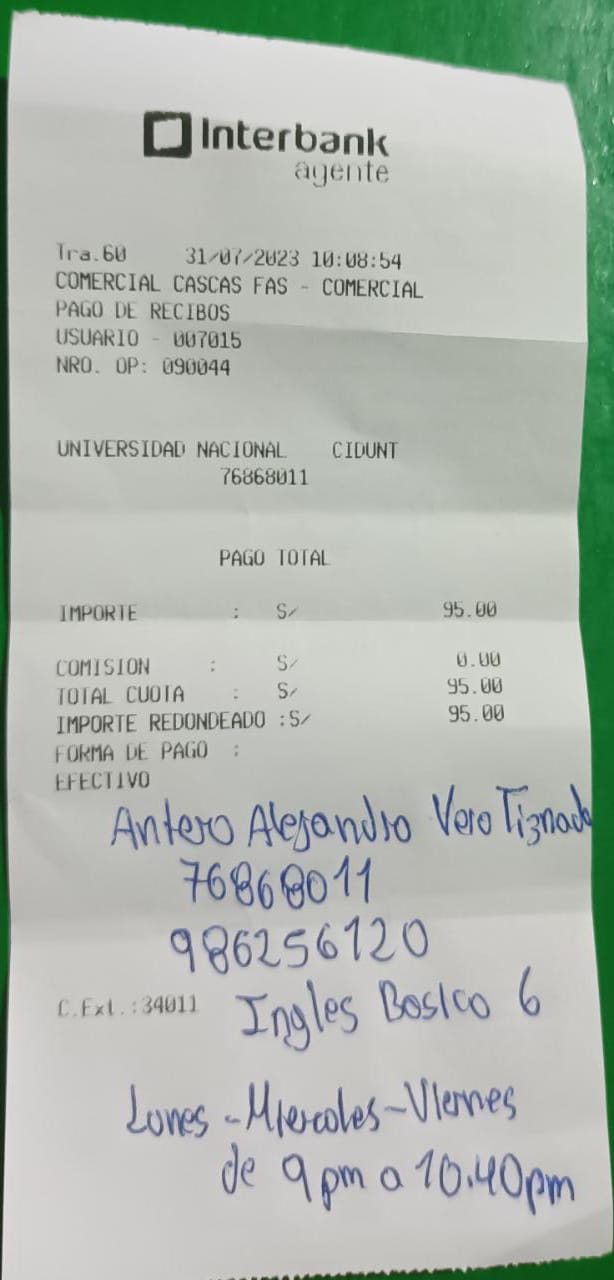 Interbank
agente
Tra.60 31/07/2023 10:08:54
COMERCIAL CASCAS FAS - COMERCIAL
PAGO DE RECIBOS
USUARIO - 007015
NRO. OP: 090044
UNIVERSIDAD NACIONAL CIDUNT
76868011
PAGO TOTAL
IMPORTE : S/ 95.00
COMISION : S/ 0.00
TOTAL CUOTA : S/ 95.00
IMPORTE REDONDEADO :S/ 95.00
FORMA DE PAGO :
EFECTIVO
Antero Alejandro Vera Tiznado
76868011
986256120
C.Ext.:34011 Ingles Basico 6
Lunes - Miercoles - Viernes
de 9pm a 10.40pm